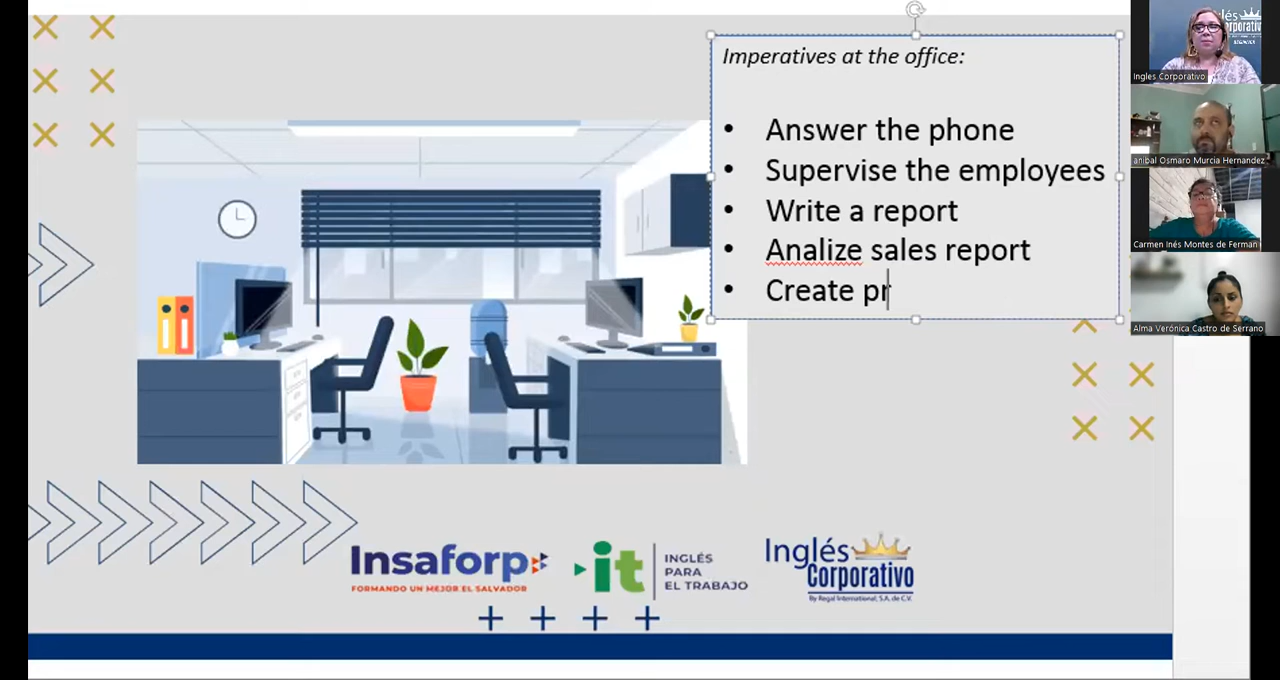 Imperatives at the office:
• Answer the phone
• Supervise the employees
• Write a report
• Analize sales report
• Create pr
Inglés Corporativo
Ingles Corporativo
anibal Osmaro Murcia Hernandez
Carmen Inés Montes de Ferman
Alma Verónica Castro de Serrano
Insaforp
FORMANDO UN MEJOR EL SALVADOR
it
INGLÉS
PARA
EL TRABAJO
Inglés
Corporativo
By Regal International, S.A. de C.V.